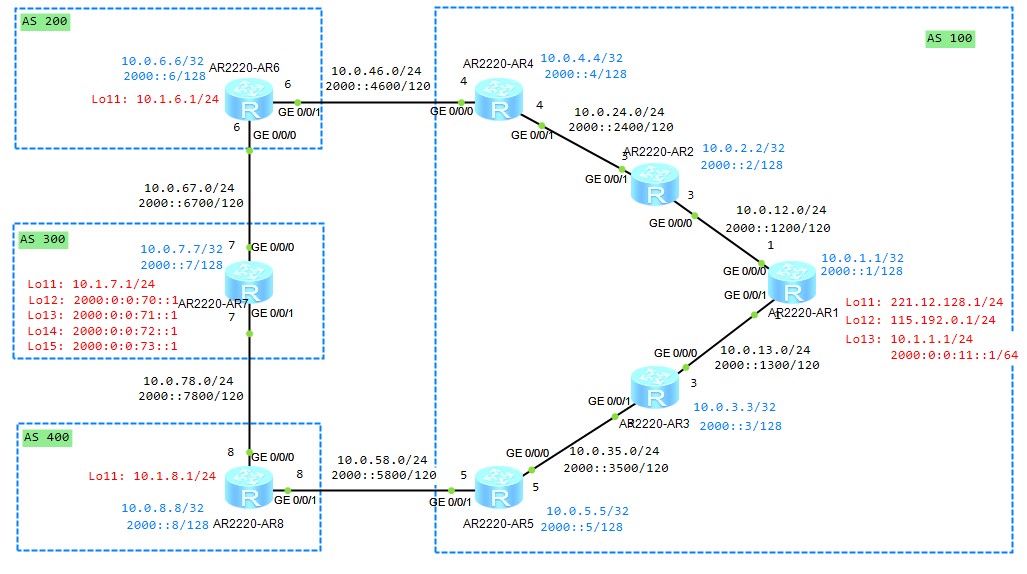 AS 200
10.0.6.6/32
2000::6/128
AR2220-AR6
Lo11: 10.1.6.1/24
R
6
GE 0/0/1
6
GE 0/0/0
10.0.46.0/24
2000::4600/120
AS 100
AR2220-AR4
10.0.4.4/32
2000::4/128
4
GE 0/0/0
R
4
GE 0/0/1
10.0.24.0/24
2000::2400/120
AR2220-AR2
GE 0/0/1
R
10.0.2.2/32
2000::2/128
3
GE 0/0/0
10.0.12.0/24
2000::1200/120
1
GE 0/0/0
10.0.1.1/32
2000::1/128
R
GE 0/0/1
AR2220-AR1
1
Lo11: 221.12.128.1/24
Lo12: 115.192.0.1/24
Lo13: 10.1.1.1/24
2000:0:0:11::1/64
10.0.67.0/24
2000::6700/120
AS 300
10.0.7.7/32
2000::7/128
7
GE 0/0/0
Lo11: 10.1.7.1/24
Lo12: 2000:0:0:70::1
Lo13: 2000:0:0:71::1
Lo14: 2000:0:0:72::1
Lo15: 2000:0:0:73::1
R
AR2220-AR7
7
GE 0/0/1
10.0.13.0/24
2000::1300/120
GE 0/0/0
3
R
GE 0/0/1
AR2220-AR3
10.0.3.3/32
2000::3/128
10.0.78.0/24
2000::7800/120
10.0.35.0/24
2000::3500/120
AS 400
8
GE 0/0/0
Lo11: 10.1.8.1/24
R
8
GE 0/0/1
10.0.8.8/32
2000::8/128
AR2220-AR8
10.0.58.0/24
2000::5800/120
5
GE 0/0/1
R
GE 0/0/0
5
AR2220-AR5
10.0.5.5/32
2000::5/128